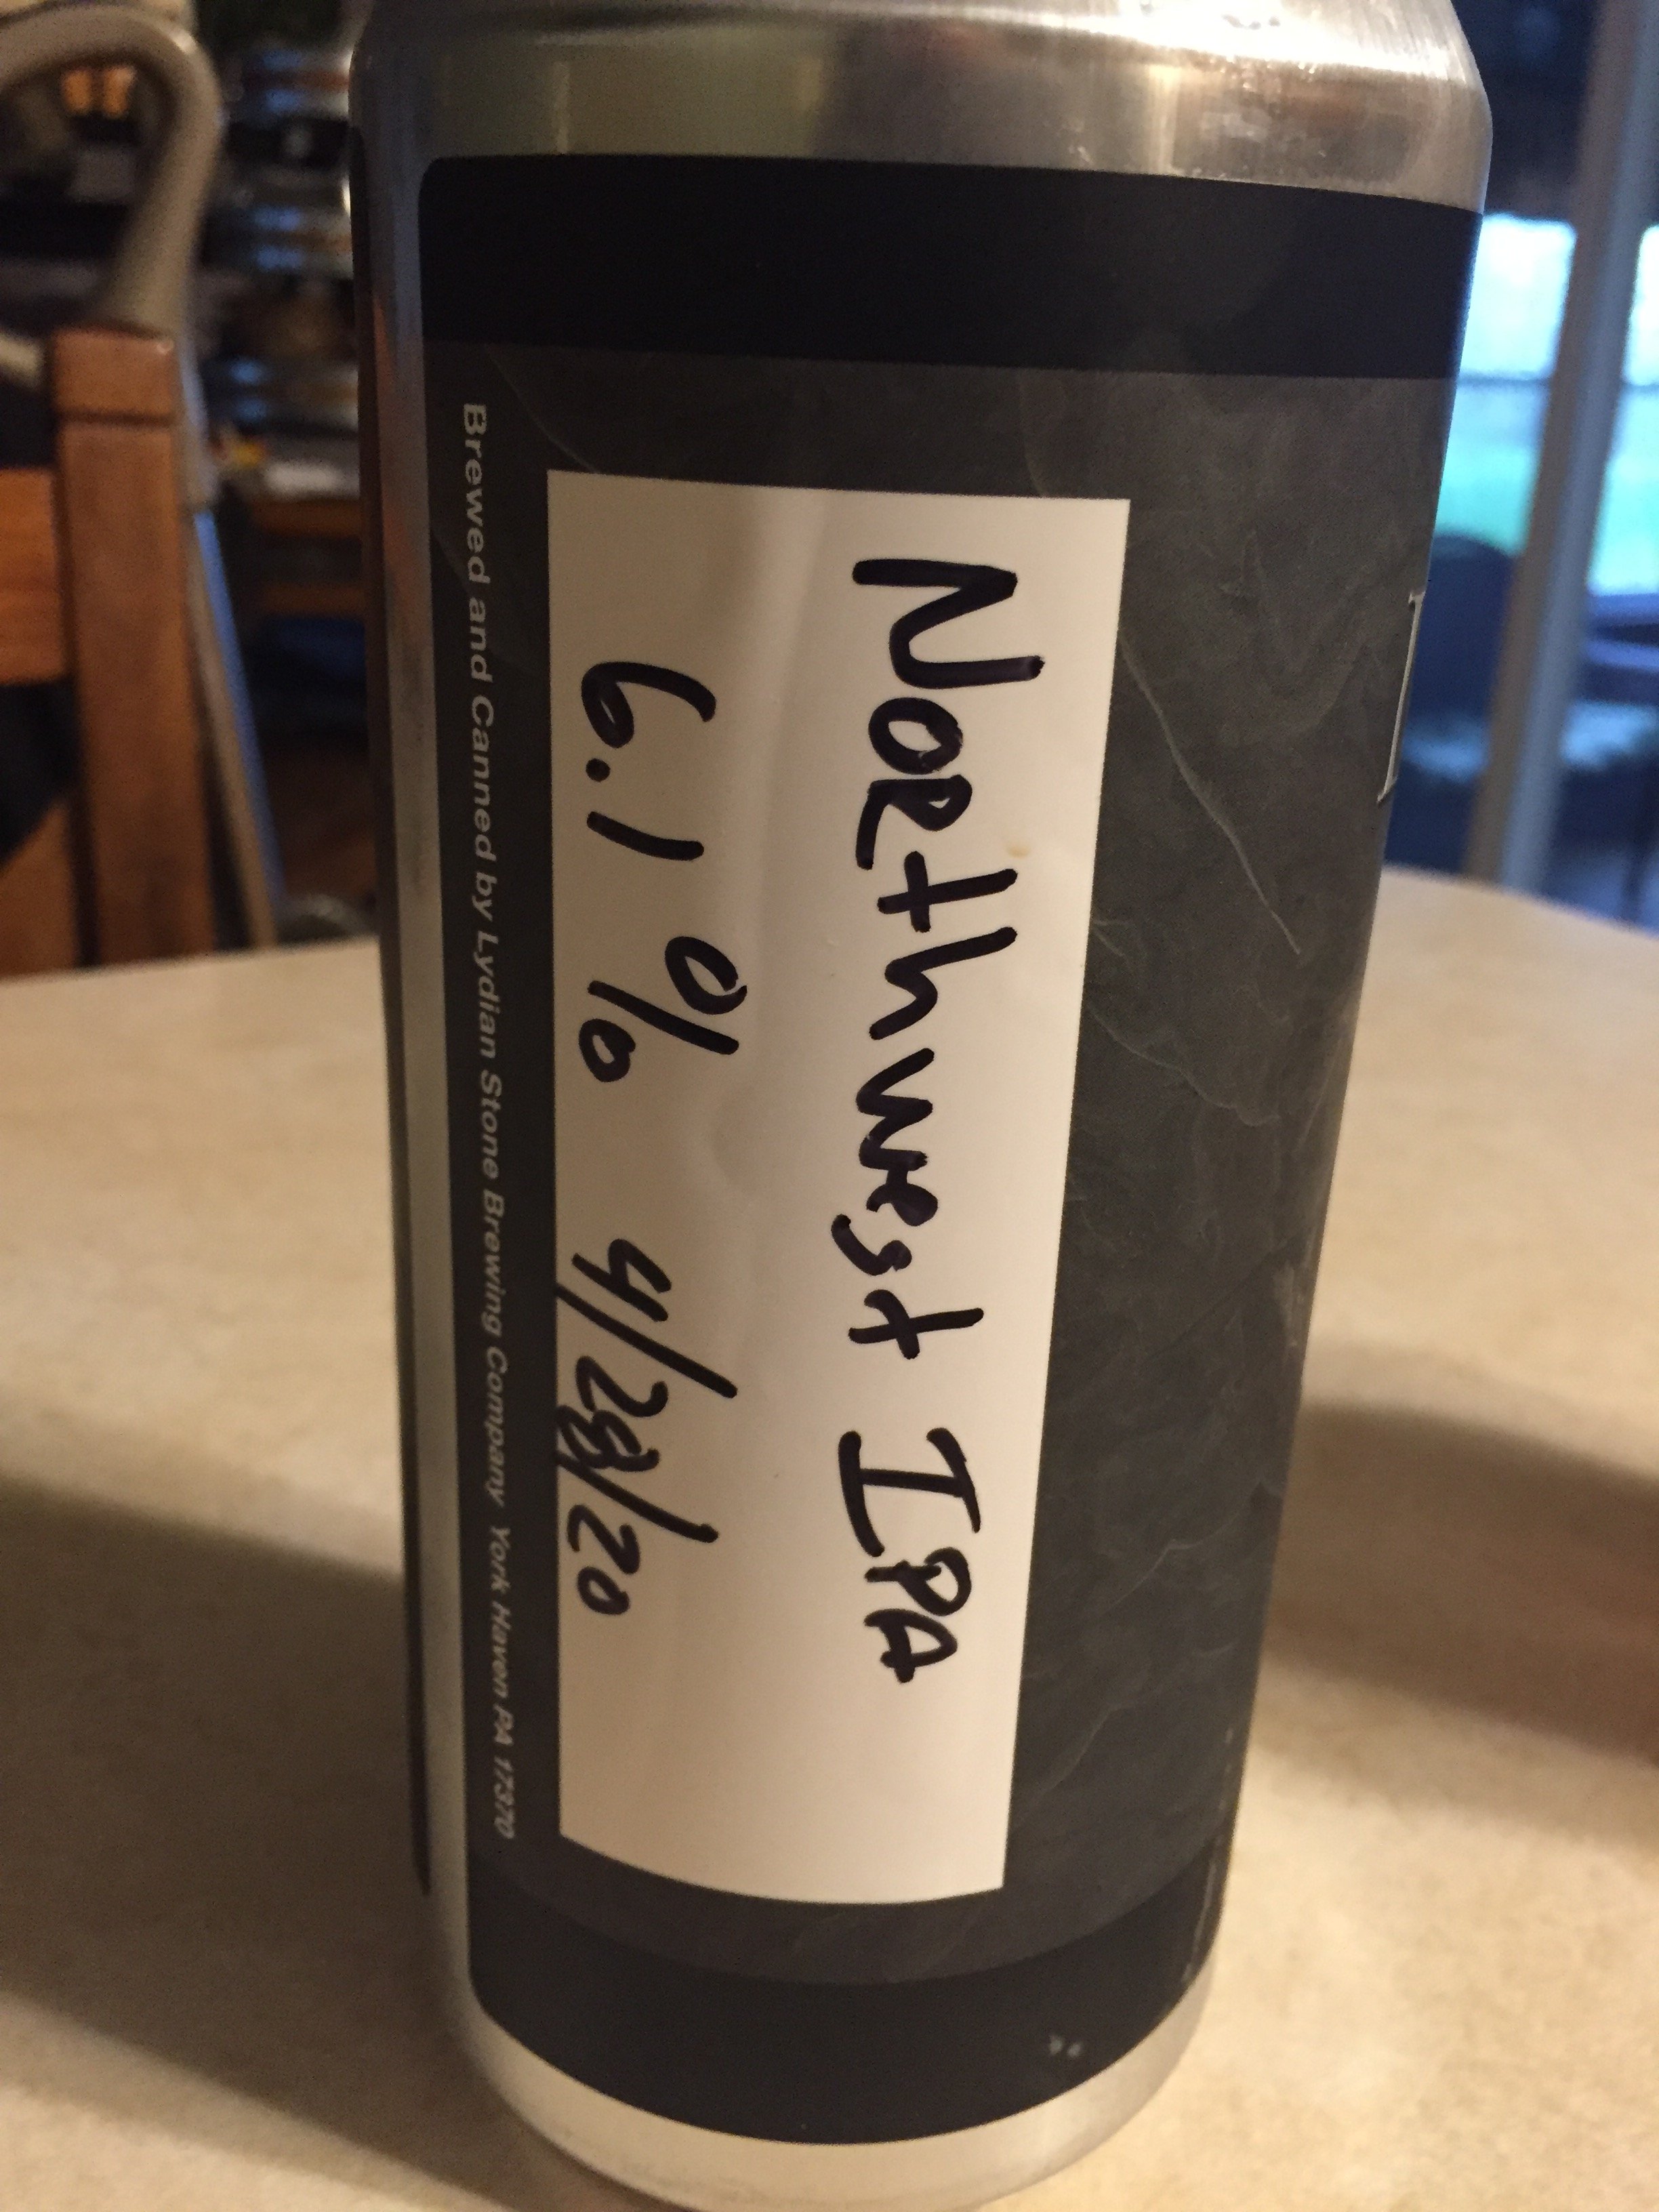 Northwest IPA
6.1% 4/28/20
Brewed and Canned by Lydian Stone Brewing Company York Haven PA 17370